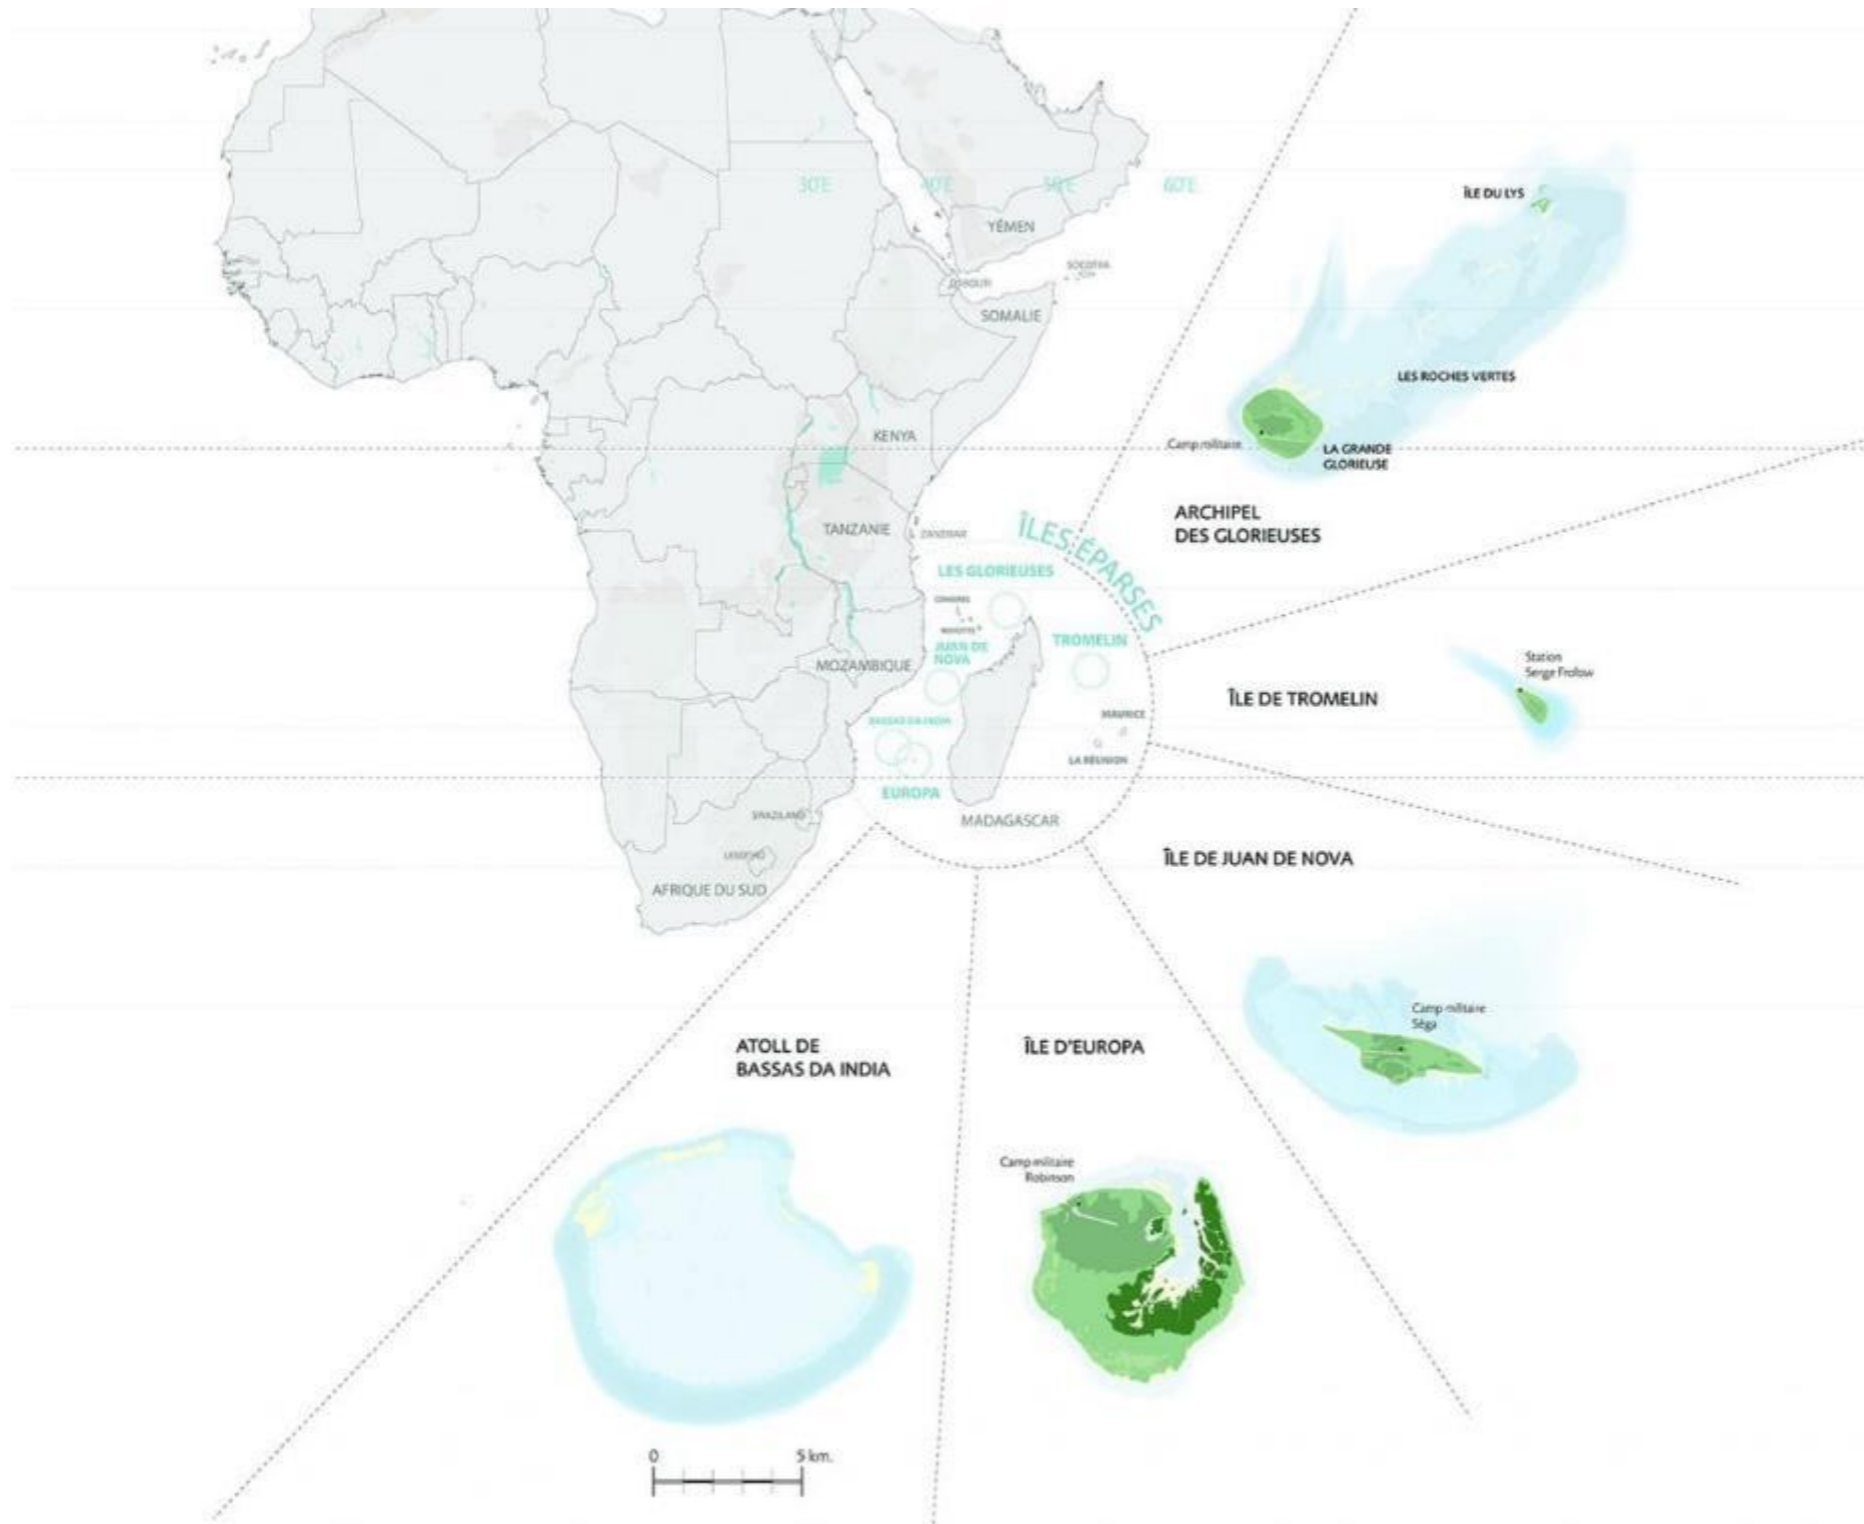 30°E
40°E
50°E
60°E
YÉMEN
SOCOTRA
DJIBOUTI
SOMALIE
KENYA
TANZANIE
ZANZIBAR
ÎLES ÉPARSES
LES GLORIEUSES
COMORES
MAYOTTE
JUAN DE
NOVA
TROMELIN
MOZAMBIQUE
BASSAS DA INDIA
MAURICE
LA RÉUNION
EUROPA
MADAGASCAR
SWAZILAND
LESOTHO
AFRIQUE DU SUD
ÎLE DU LYS
LES ROCHES VERTES
Camp militaire
LA GRANDE
GLORIEUSE
ARCHIPEL
DES GLORIEUSES
Station
Serge Frolow
ÎLE DE TROMELIN
ÎLE DE JUAN DE NOVA
Camp militaire
Séga
ATOLL DE
BASSAS DA INDIA
ÎLE D'EUROPA
Camp militaire
Robinson
0
5 km.